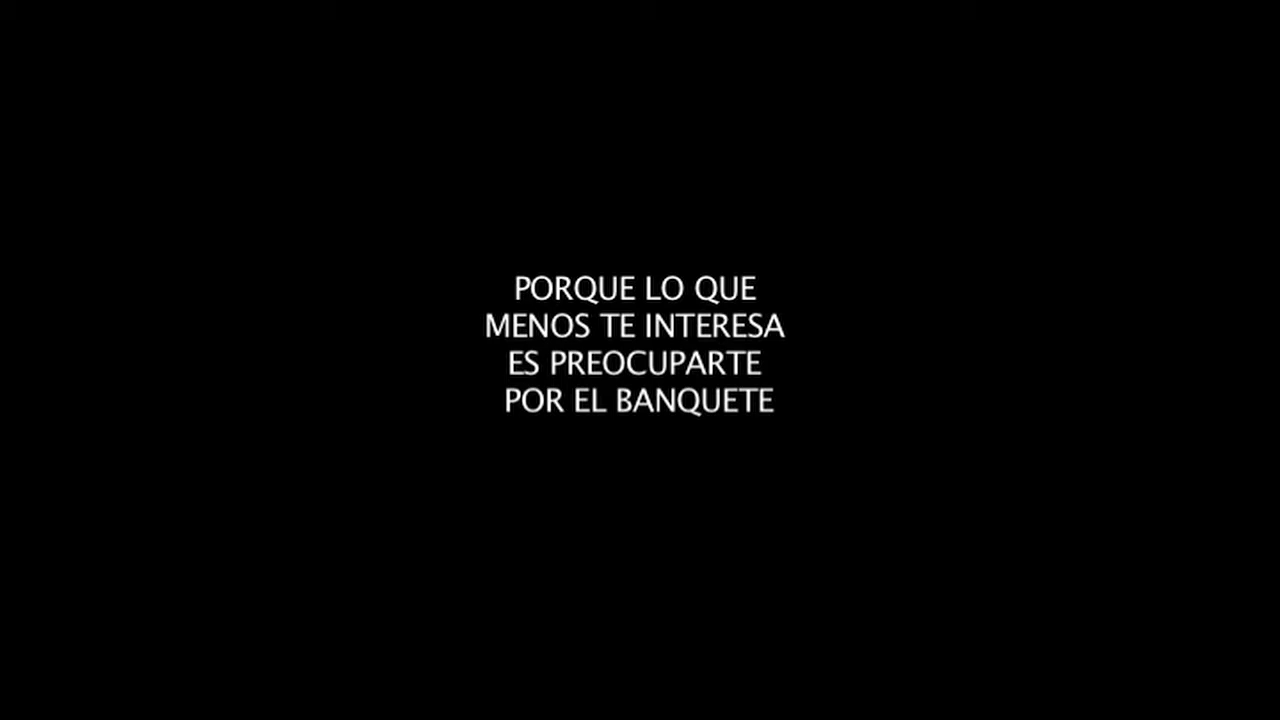 PORQUE LO QUE
MENOS TE INTERESA
ES PREOCUPARTE
POR EL BANQUETE